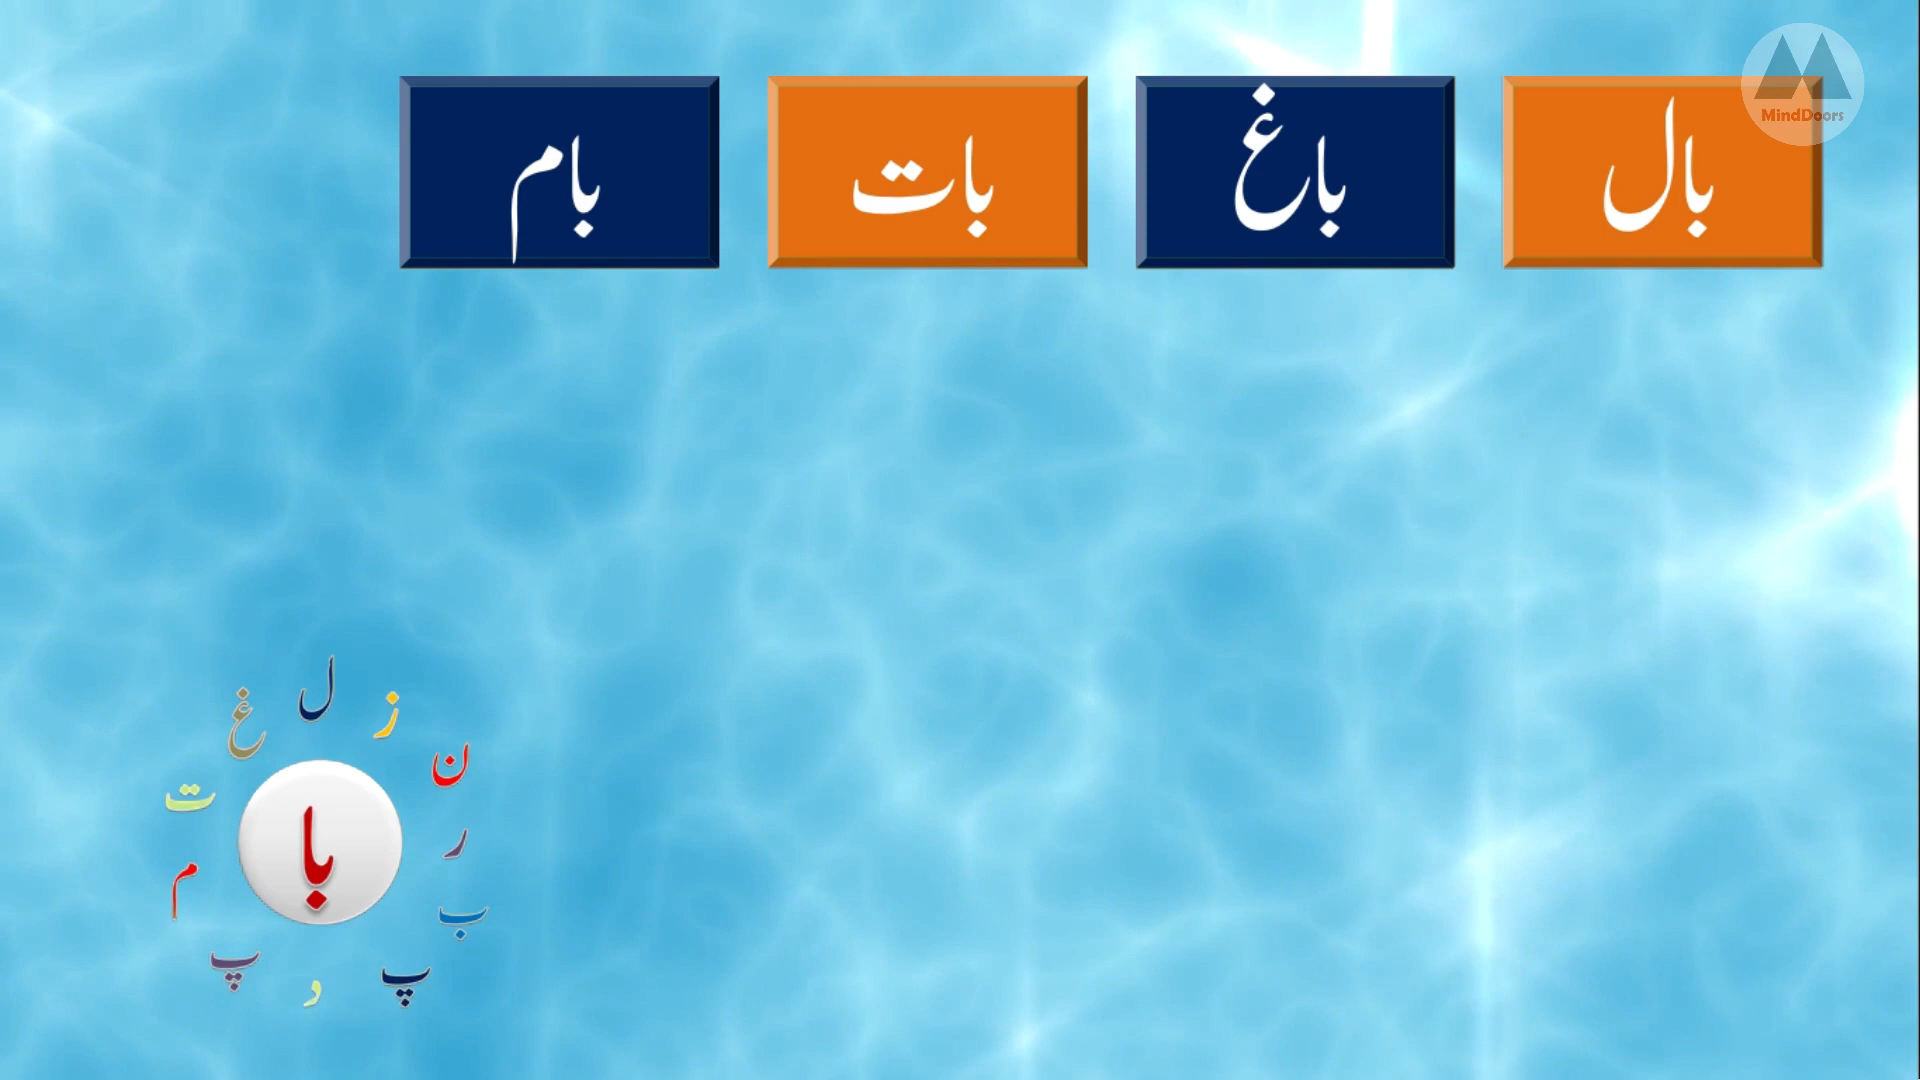 MindDoors
بال باغ بات بام
ل
غ ز
ن
ت
با
ر
م
ب
پ پ
د